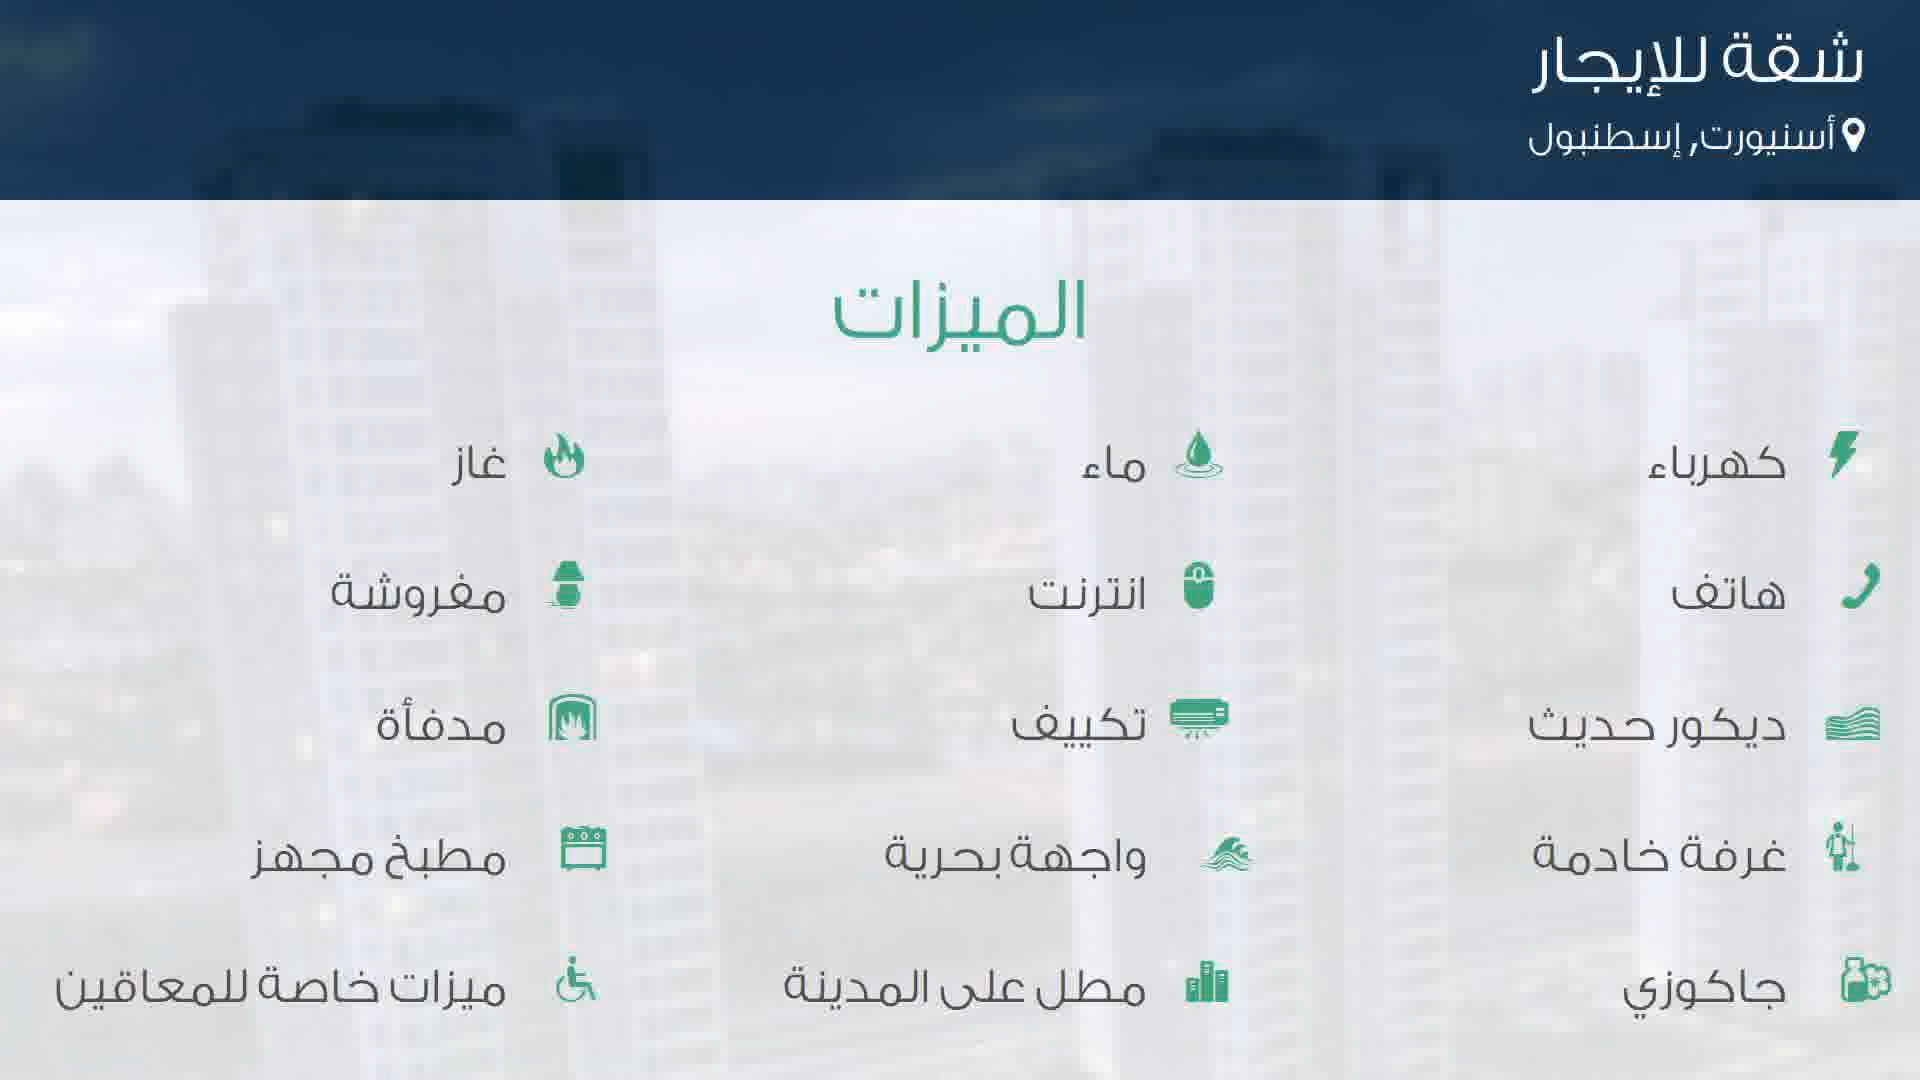 شقة للإيجار
أسنيورت, إسطنبول
الميزات
كهرباء
ماء
غاز
هاتف
انترنت
مفروشة
ديكور حديث
تكييف
مدفأة
غرفة خادمة
واجهة بحرية
مطبخ مجهز
جاكوزي
مطل على المدينة
ميزات خاصة للمعاقين